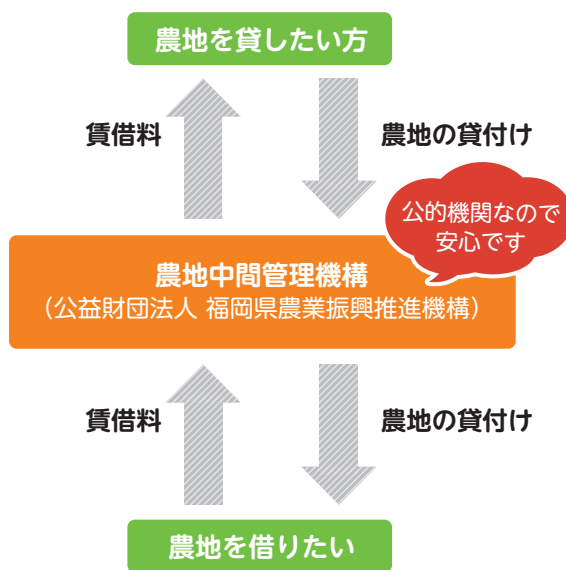 農地を貸したい方
賃借料
農地の貸付け
公的機関なので
安心です
農地中間管理機構
（公益財団法人 福岡県農業振興推進機構）
賃借料
農地の貸付け
農地を借りたい